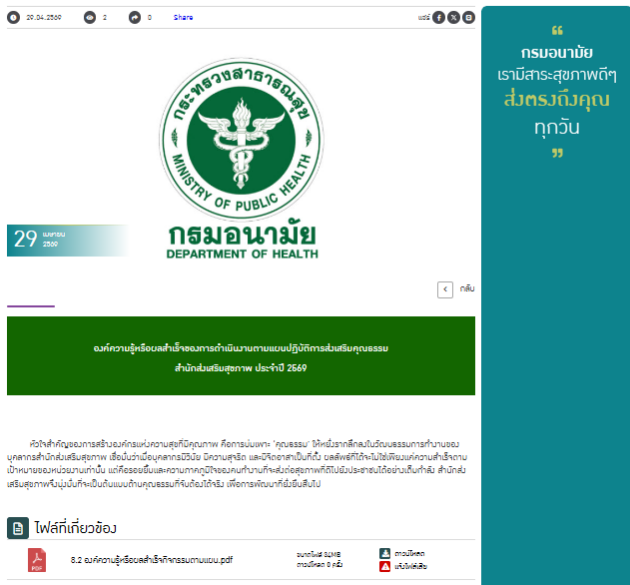 29.04.2569 2 0 Share แชร์
กระทรวงสาธารณสุข
MINISTRY OF PUBLIC HEALTH
กรมอนามัย
DEPARTMENT OF HEALTH
29 เมษายน
2569
กลับ
องค์ความรู้หรือผลสำเร็จของการดำเนินงานตามแผนปฏิบัติการส่งเสริมคุณธรรม
สำนักส่งเสริมสุขภาพ ประจำปี 2569
หัวใจสำคัญของการสร้างองค์กรแห่งความสุขที่มีคุณภาพ คือการบ่มเพาะ "คุณธรรม" ให้หยั่งรากลึกลงในวัฒนธรรมการทำงานของ
บุคลากรสำนักส่งเสริมสุขภาพ เชื่อมั่นว่าเมื่อบุคลากรมีวินัย มีความสุจริต และมีจิตอาสาเป็นที่ตั้ง ผลลัพธ์ที่ได้จะไม่ใช่เพียงแค่ความสำเร็จตาม
เป้าหมายของหน่วยงานเท่านั้น แต่คือรอยยิ้มและความภาคภูมิใจของคนทำงานที่จะส่งต่อสุขภาพที่ดีไปยังประชาชนได้อย่างเต็มกำลัง สำนักส่ง
เสริมสุขภาพจึงมุ่งมั่นที่จะเป็นต้นแบบด้านคุณธรรมที่จับต้องได้จริง เพื่อการพัฒนาที่ยั่งยืนสืบไป
ไฟล์ที่เกี่ยวข้อง
PDF
8.2 องค์ความรู้หรือสำเร็จกิจกรรมตามแผน.pdf
ขนาดไฟล์
ดาวน์โหลด 0 ครั้ง
ดาวน์โหลด
แจ้งไฟล์เสีย
“
กรมอนามัย
เรามีสาระสุขภาพดีๆ
ส่งตรงถึงคุณ
ทุกวัน
”